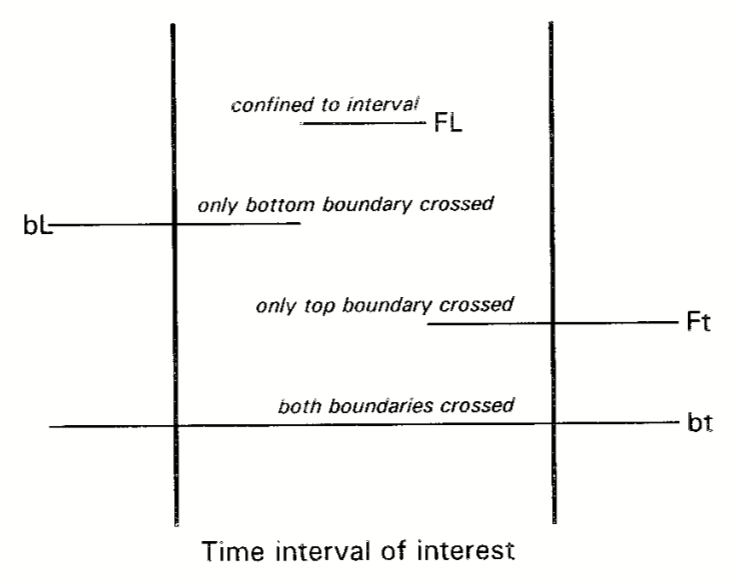 confined to interval
FL
only bottom boundary crossed
bL
only top boundary crossed
Ft
both boundaries crossed
bt
Time interval of interest